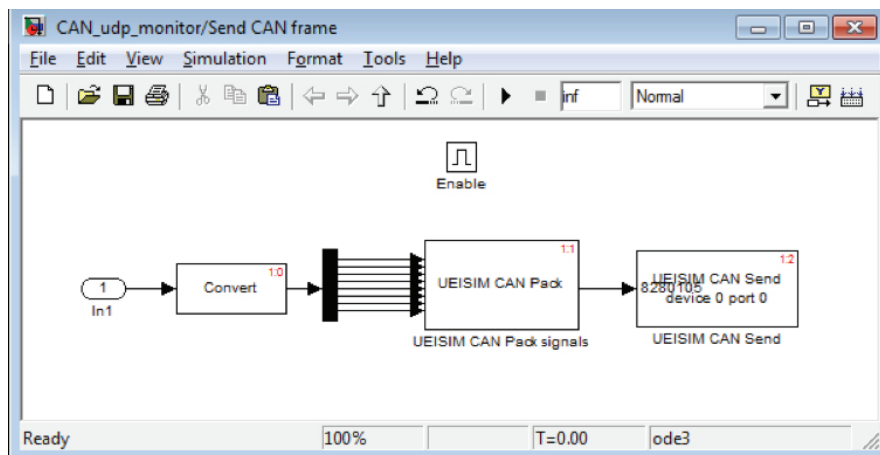 CAN_udp_monitor/Send CAN frame
File Edit View Simulation Format Tools Help
inf Normal
Enable
1:0
1:1
1:2
1
Convert
UEISIM CAN Pack
UEISIM CAN Send
8280105
device 0 port 0
In1
UEISIM CAN Pack signals
UEISIM CAN Send
Ready 100% T=0.00 ode3